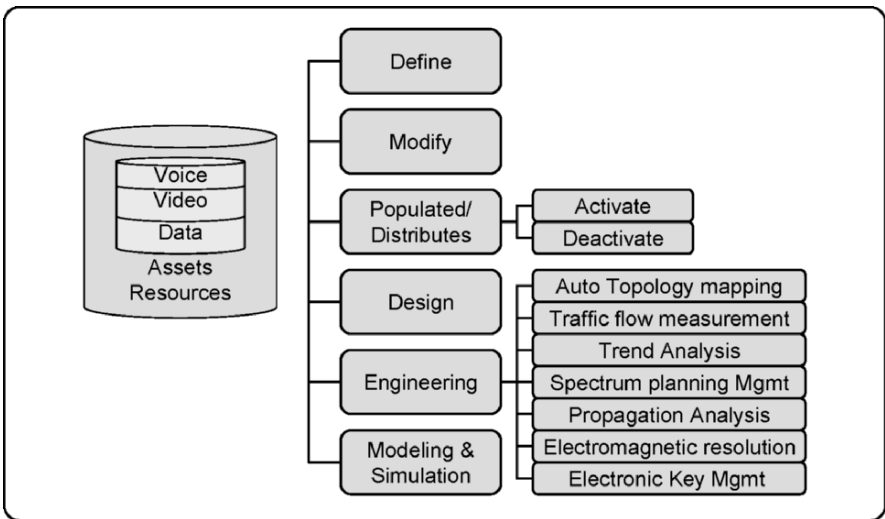 Voice
Video
Data
Assets
Resources
Define
Modify
Populated/
Distributes
Activate
Deactivate
Design
Engineering
Auto Topology mapping
Traffic flow measurement
Trend Analysis
Spectrum planning Mgmt
Propagation Analysis
Electromagnetic resolution
Electronic Key Mgmt
Modeling &
Simulation